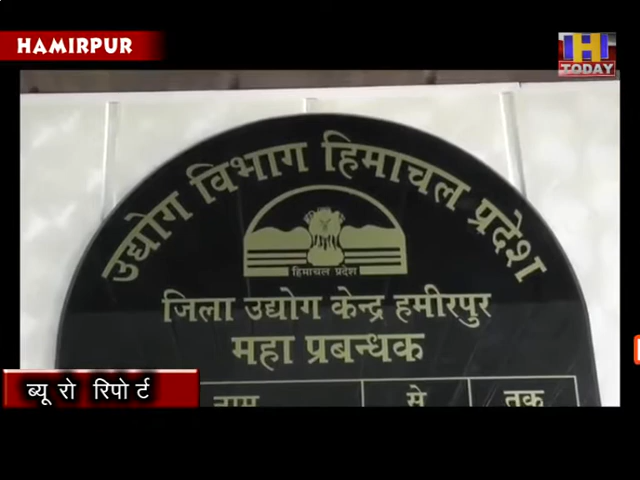 HAMIRPUR
H
TODAY
उद्योग विभाग हिमाचल प्रदेश
हिमाचल प्रदेश
जिला उद्योग केन्द्र हमीरपुर
महा प्रबन्धक
ब्यूरो रिपोर्ट
नाम से तक